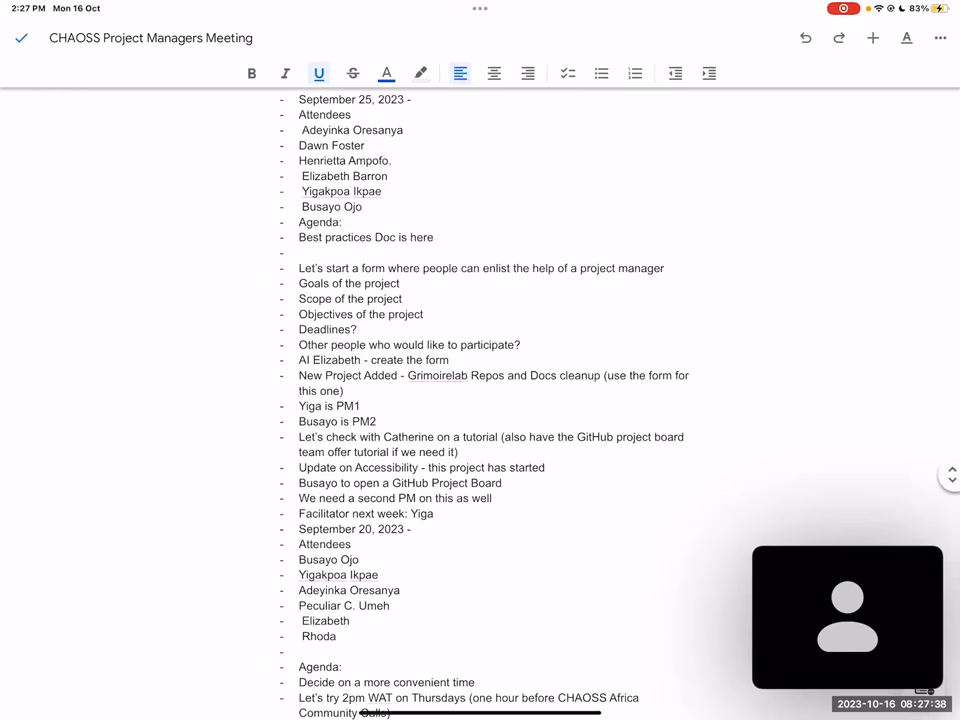 2:27 PM Mon 16 Oct
83%
CHAOSS Project Managers Meeting
A
B I U S A
- September 25, 2023 -
- Attendees
- Adeyinka Oresanya
- Dawn Foster
- Henrietta Ampofo.
- Elizabeth Barron
- Yigakpoa Ikpae
- Busayo Ojo
- Agenda:
- Best practices Doc is here
-
- Let's start a form where people can enlist the help of a project manager
- Goals of the project
- Scope of the project
- Objectives of the project
- Deadlines?
- Other people who would like to participate?
- AI Elizabeth - create the form
- New Project Added - Grimoirelab Repos and Docs cleanup (use the form for
this one)
- Yiga is PM1
- Busayo is PM2
- Let's check with Catherine on a tutorial (also have the GitHub project board
team offer tutorial if we need it)
- Update on Accessibility - this project has started
- Busayo to open a GitHub Project Board
- We need a second PM on this as well
- Facilitator next week: Yiga
- September 20, 2023 -
- Attendees
- Busayo Ojo
- Yigakpoa Ikpae
- Adeyinka Oresanya
- Peculiar C. Umeh
- Elizabeth
- Rhoda
-
- Agenda:
- Decide on a more convenient time
- Let's try 2pm WAT on Thursdays (one hour before CHAOSS Africa
Community Calls)
2023-10-16 08:27:38